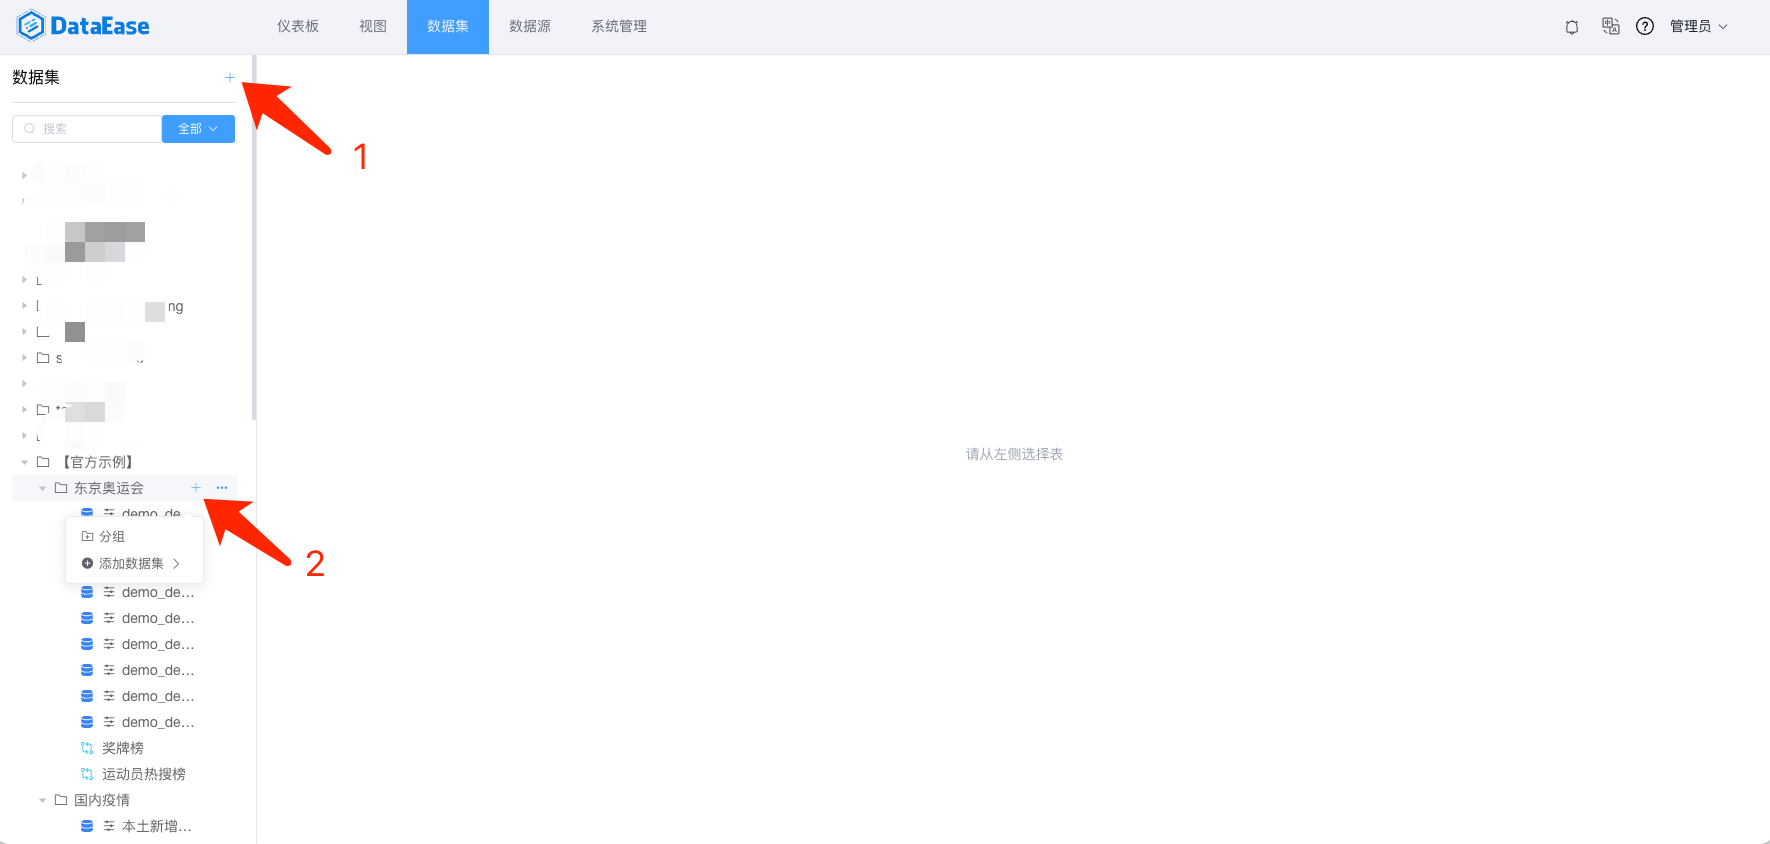 DataEase
仪表板 视图 数据集 数据源 系统管理
管理员
数据集
搜索 全部
1
ng
s
【官方示例】
东京奥运会
demo_de
分组
添加数据集
2
demo_de...
demo_de...
demo_de...
demo_de...
demo_de...
demo_de...
奖牌榜
运动员热搜榜
国内疫情
本土新增...
请从左侧选择表